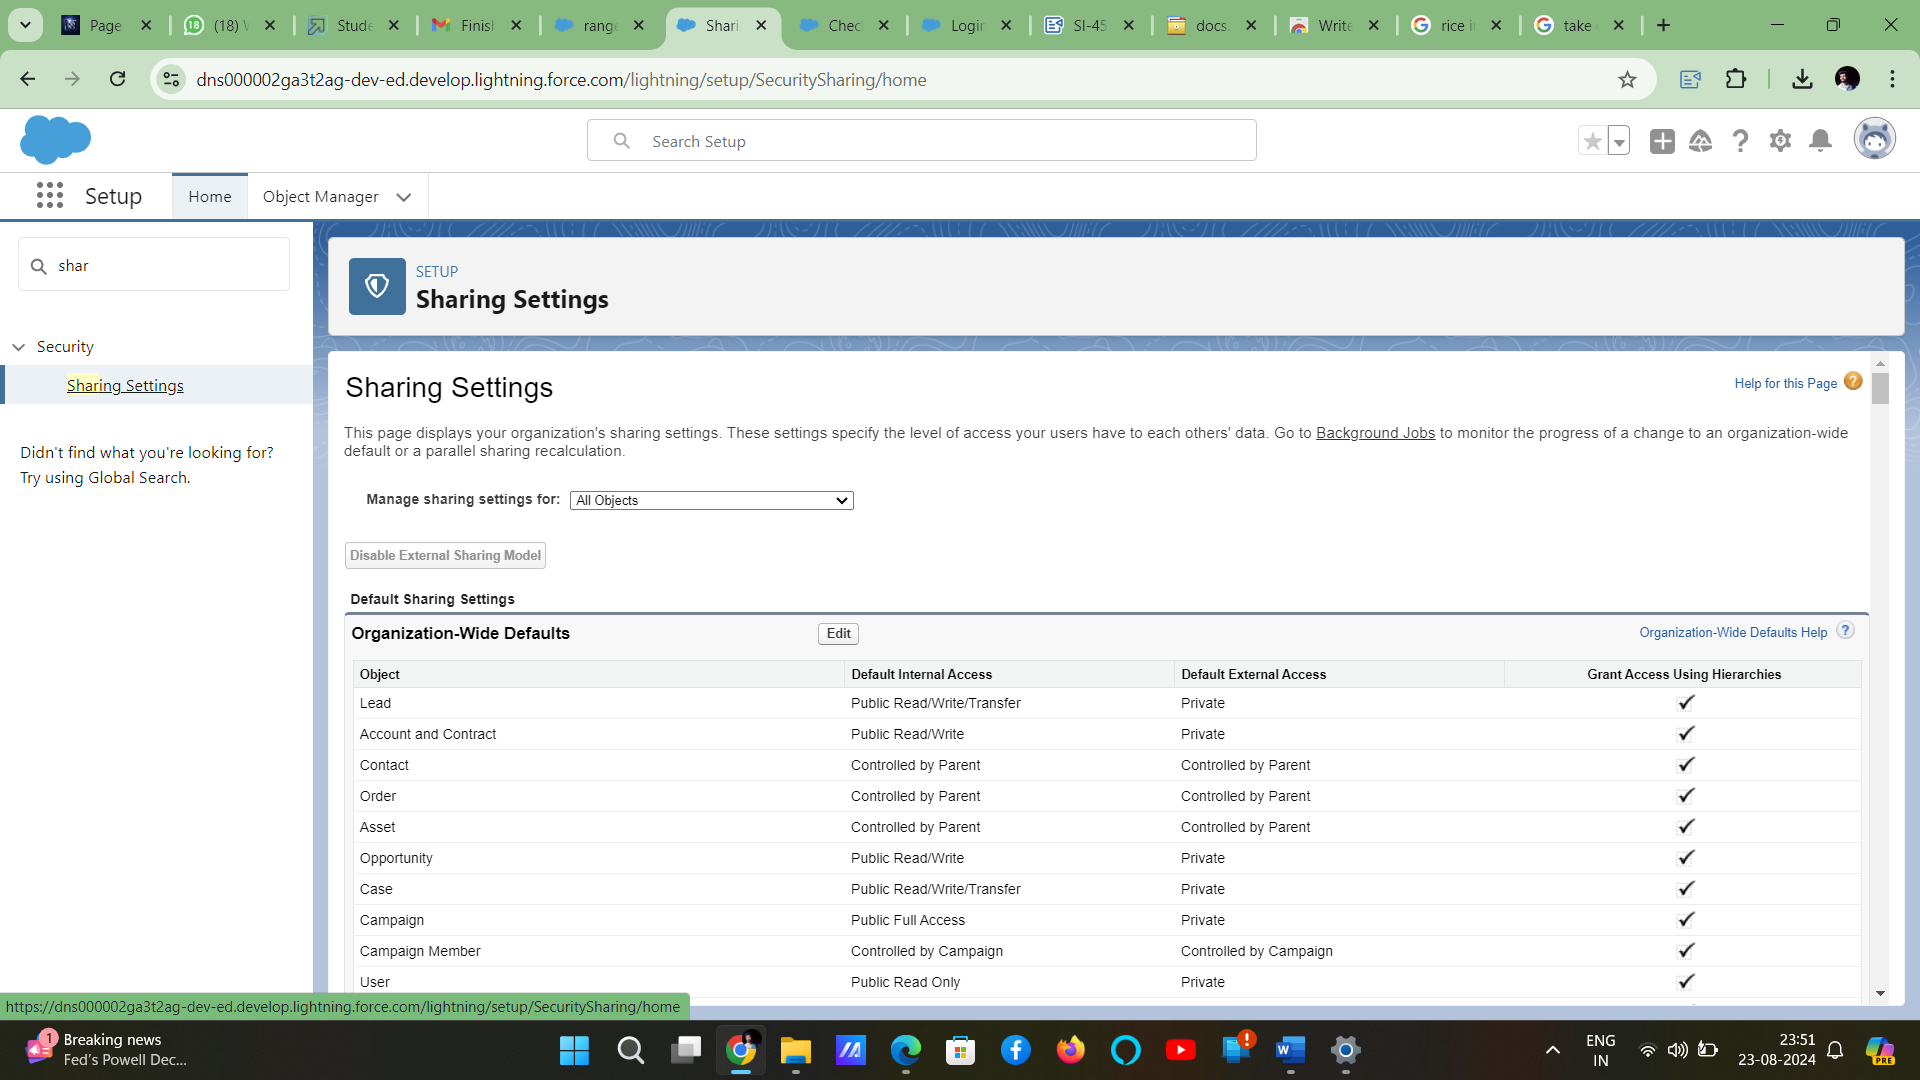 Page
(18) W
Stude
Finish
range
Shari
Chec
Login
SI-45
docs.
Write
rice in
take
dns000002ga3t2ag-dev-ed.develop.lightning.force.com/lightning/setup/SecuritySharing/home
Search Setup
Setup
Home
Object Manager
shar
Security
Sharing Settings
Didn't find what you're looking for?
Try using Global Search.
SETUP
Sharing Settings
Sharing Settings
Help for this Page ?
This page displays your organization's sharing settings. These settings specify the level of access your users have to each others' data. Go to Background Jobs to monitor the progress of a change to an organization-wide
default or a parallel sharing recalculation.
Manage sharing settings for: All Objects
Disable External Sharing Model
Default Sharing Settings
Organization-Wide Defaults Edit Organization-Wide Defaults Help ?
Object Default Internal Access Default External Access Grant Access Using Hierarchies
Lead Public Read/Write/Transfer Private
Account and Contract Public Read/Write Private
Contact Controlled by Parent Controlled by Parent
Order Controlled by Parent Controlled by Parent
Asset Controlled by Parent Controlled by Parent
Opportunity Public Read/Write Private
Case Public Read/Write/Transfer Private
Campaign Public Full Access Private
Campaign Member Controlled by Campaign Controlled by Campaign
User Public Read Only Private
https://dns000002ga3t2ag-dev-ed.develop.lightning.force.com/lightning/setup/SecuritySharing/home
1
Breaking news
Fed's Powell Dec...
ENG
IN
23:51
23-08-2024
PRE